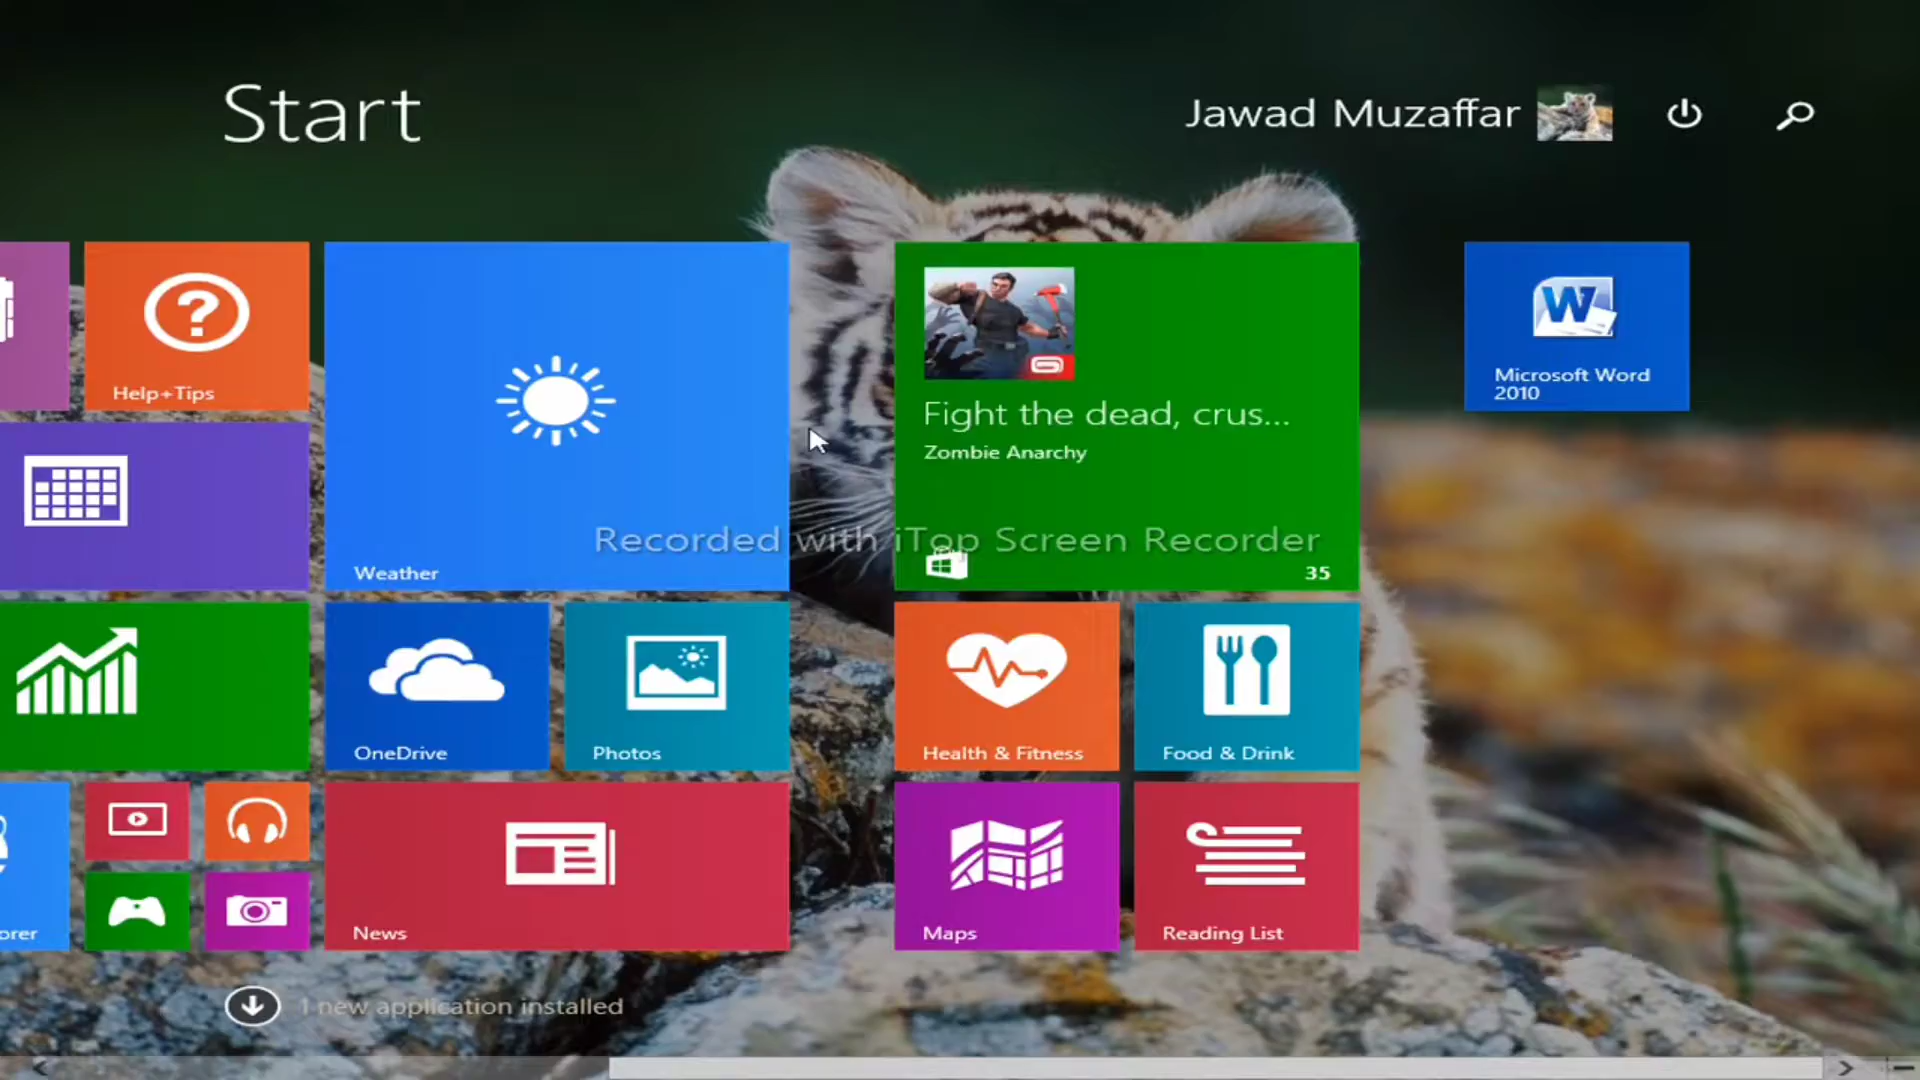 Start
Jawad Muzaffar
Help+Tips
Weather
Fight the dead, crus...
Zombie Anarchy
35
Microsoft Word
2010
Recorded with iTop Screen Recorder
OneDrive
Photos
Health & Fitness
Food & Drink
orer
News
Maps
Reading List
1 new application installed